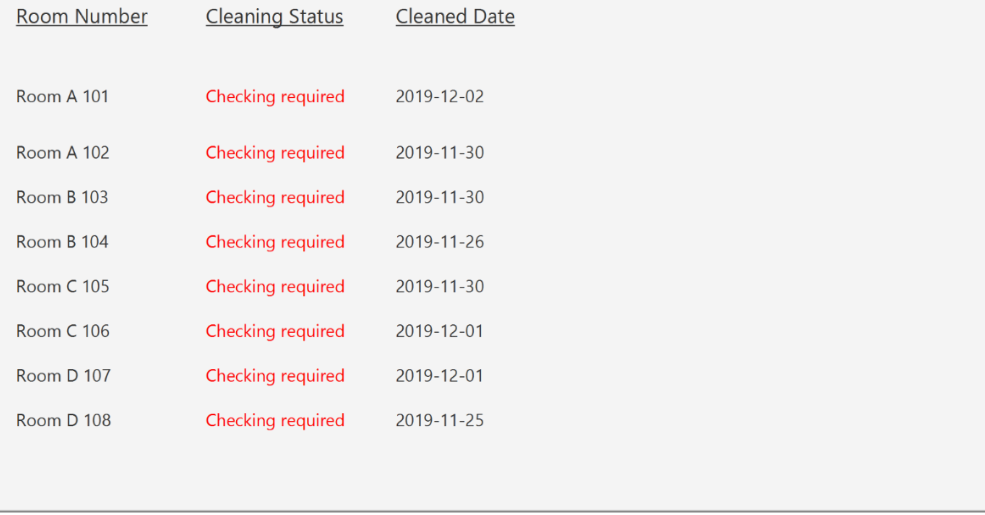 Room Number Cleaning Status Cleaned Date
Room A 101 Checking required 2019-12-02
Room A 102 Checking required 2019-11-30
Room B 103 Checking required 2019-11-30
Room B 104 Checking required 2019-11-26
Room C 105 Checking required 2019-11-30
Room C 106 Checking required 2019-12-01
Room D 107 Checking required 2019-12-01
Room D 108 Checking required 2019-11-25